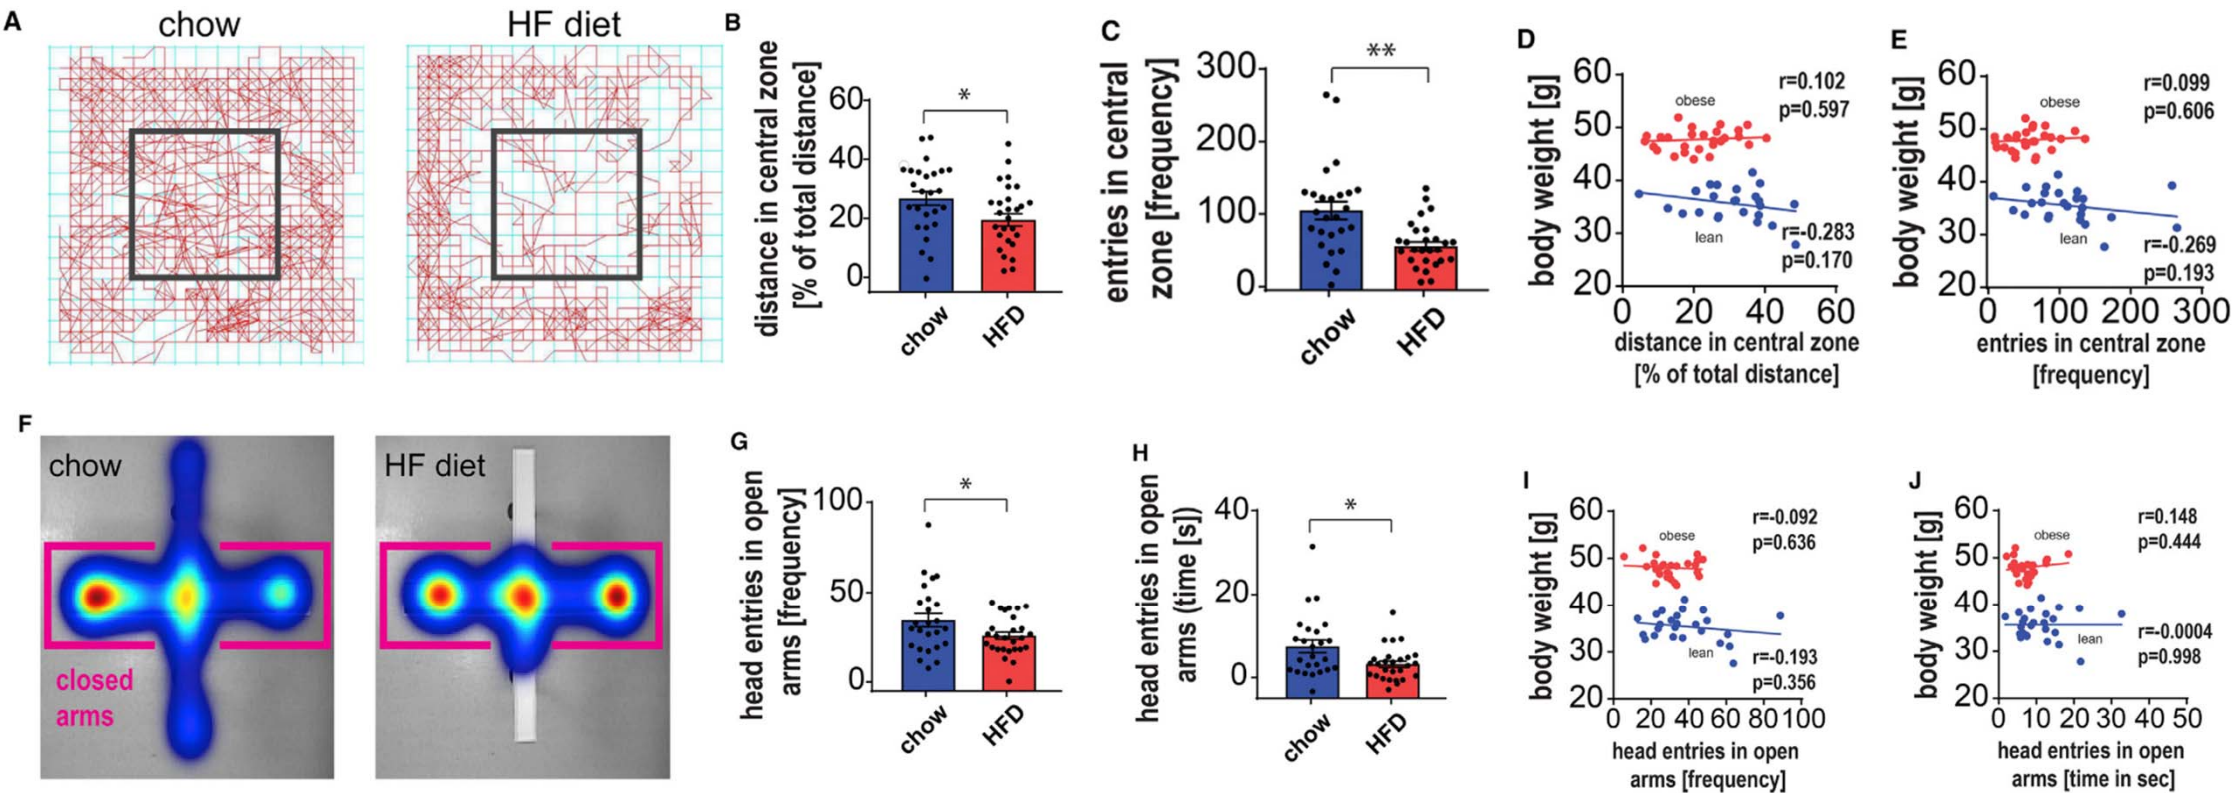 A
chow
HF diet
B
distance in central zone
[% of total distance]
60
40
20
0
*
chow
HFD
C
entries in central
zone [frequency]
300
200
100
0
**
chow
HFD
D
body weight [g]
60
50
40
30
20
obese
r=0.102
p=0.597
lean
r=-0.283
p=0.170
0 20 40 60
distance in central zone
[% of total distance]
E
body weight [g]
60
50
40
30
20
obese
r=0.099
p=0.606
lean
r=-0.269
p=0.193
0 100 200 300
entries in central zone
[frequency]
F
chow
closed
arms
HF diet
G
head entries in open
arms [frequency]
100
50
0
*
chow
HFD
H
head entries in open
arms (time [s])
40
20
0
*
chow
HFD
I
body weight [g]
60
50
40
30
20
obese
r=-0.092
p=0.636
lean
r=-0.193
p=0.356
0 20 40 60 80 100
head entries in open
arms [frequency]
J
body weight [g]
60
50
40
30
20
obese
r=0.148
p=0.444
lean
r=-0.0004
p=0.998
0 10 20 30 40 50
head entries in open
arms [time in sec]